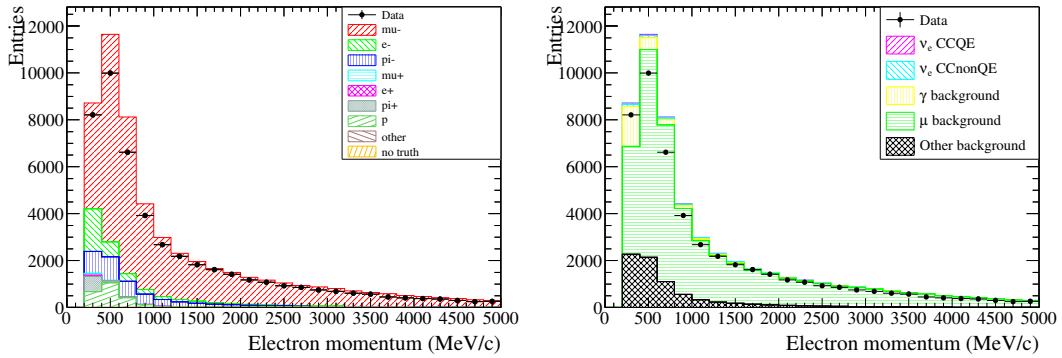 Entries
12000
10000
8000
6000
4000
2000
0
0 500 1000 1500 2000 2500 3000 3500 4000 4500 5000
Electron momentum (MeV/c)
Data
mu-
e-
pi-
mu+
e+
pi+
p
other
no truth
Entries
12000
10000
8000
6000
4000
2000
0
0 500 1000 1500 2000 2500 3000 3500 4000 4500 5000
Electron momentum (MeV/c)
Data
νe CCQE
νe CCnonQE
γ background
μ background
Other background